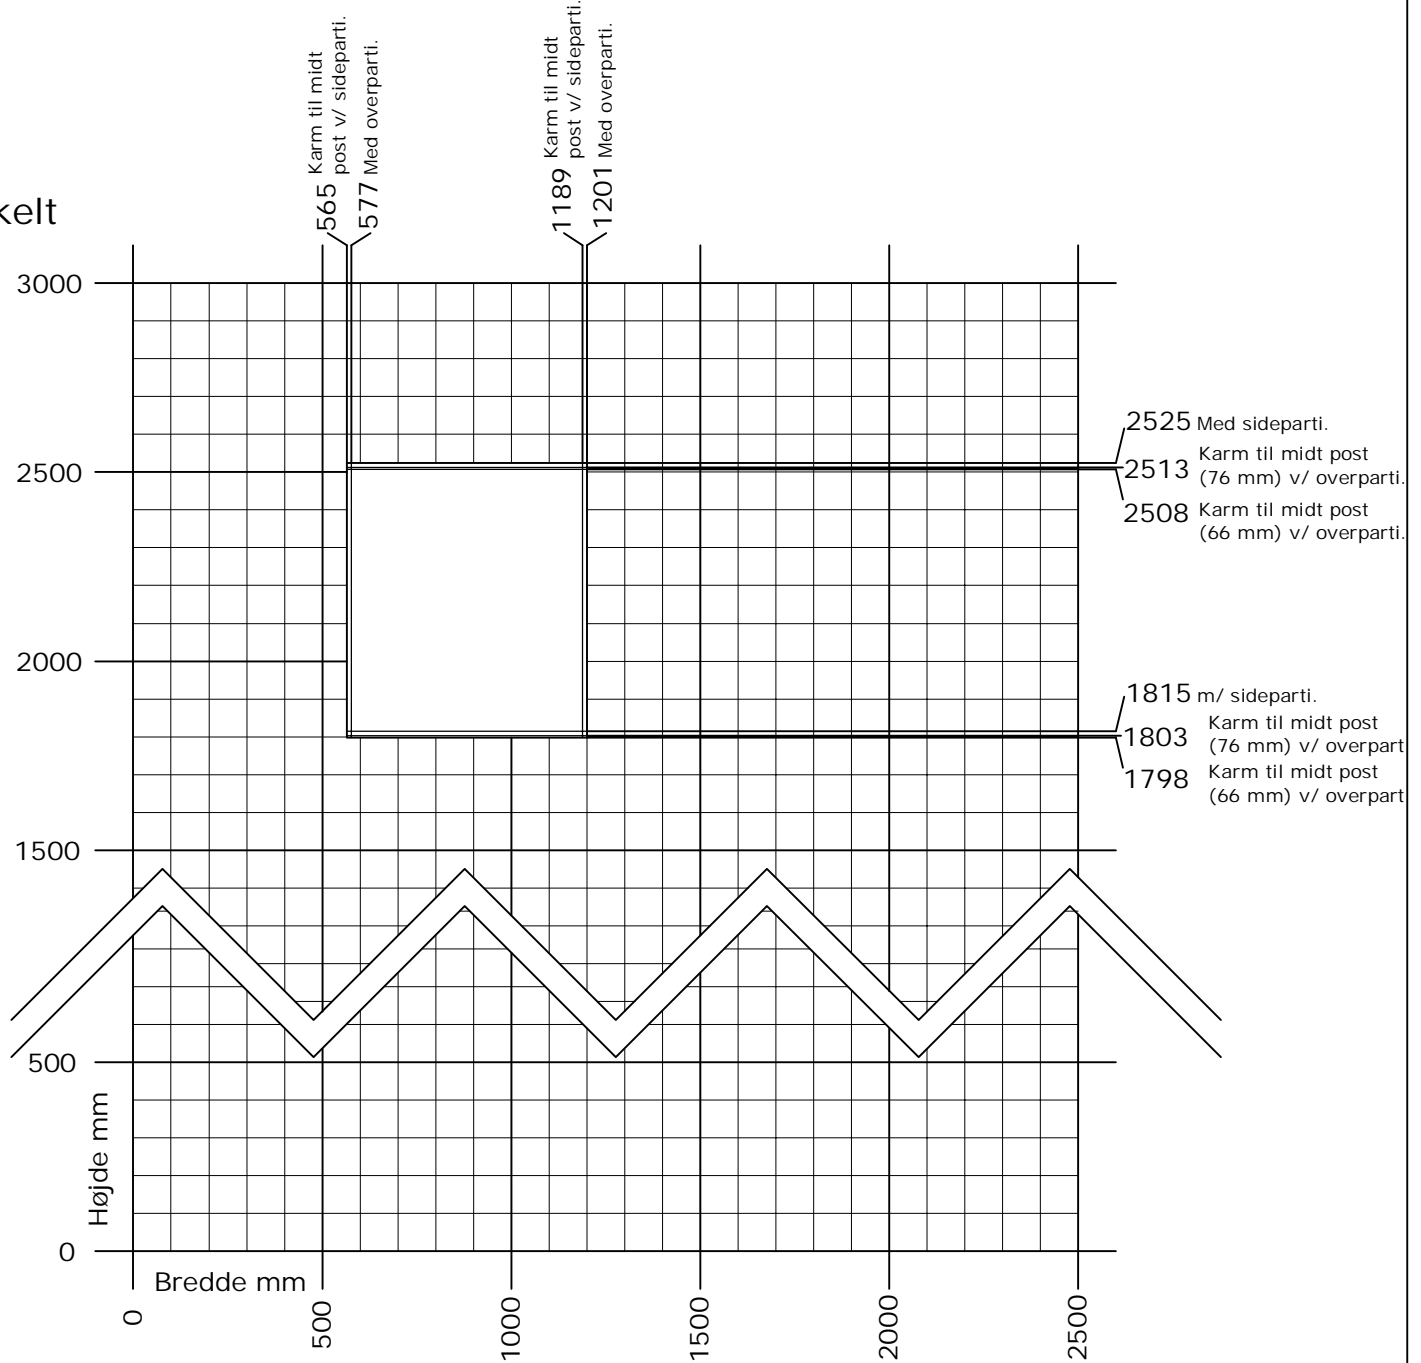 Karm til midt
post v/ sideparti.
565
577 Med overparti.
Karm til midt
post v/ sideparti.
1189
1201 Med overparti.
kelt
3000
2500
2000
1500
500
0
Højde mm
Bredde mm
0
500
1000
1500
2000
2500
2525 Med sideparti.
2513 Karm til midt post
(76 mm) v/ overparti.
2508 Karm til midt post
(66 mm) v/ overparti.
1815 m/ sideparti.
1803 Karm til midt post
(76 mm) v/ overpart
1798 Karm til midt post
(66 mm) v/ overpart